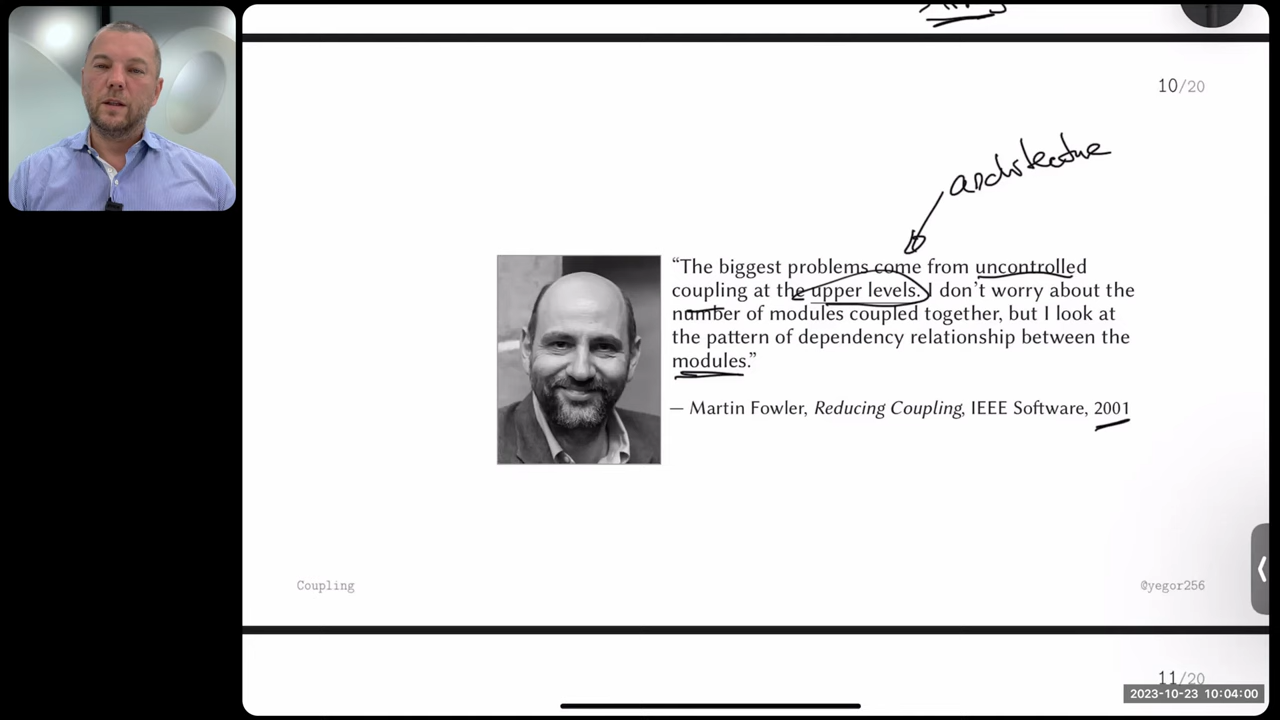 10/20
architecture
“The biggest problems come from uncontrolled
coupling at the upper levels. I don’t worry about the
number of modules coupled together, but I look at
the pattern of dependency relationship between the
modules.”
— Martin Fowler, Reducing Coupling, IEEE Software, 2001
Coupling
@yegor256
11/20
2023-10-23 10:04:00